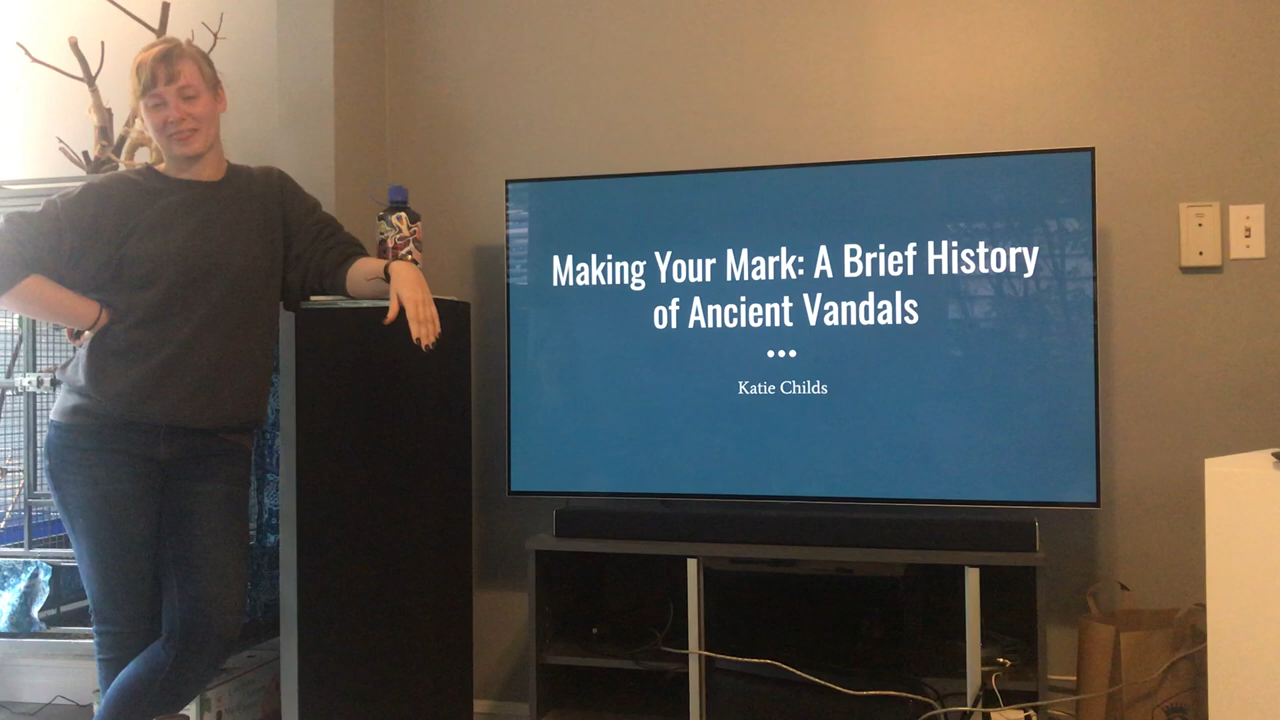 Making Your Mark: A Brief History
of Ancient Vandals
Katie Childs